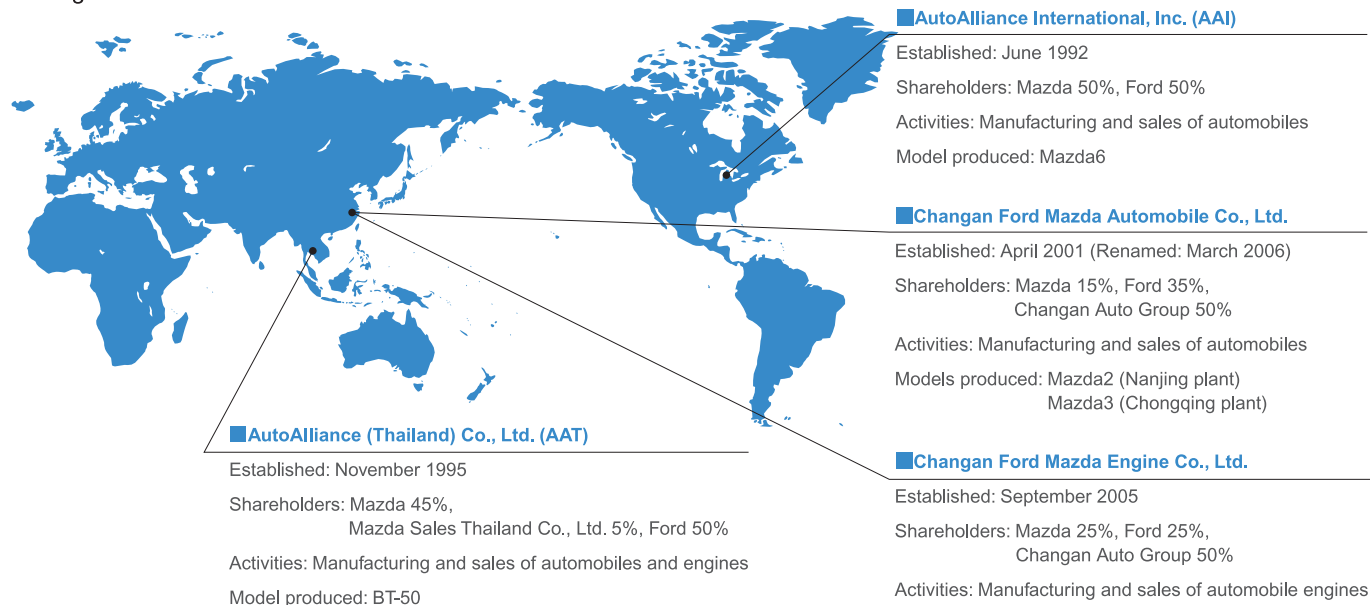 AutoAlliance International, Inc. (AAI)
Established: June 1992
Shareholders: Mazda 50%, Ford 50%
Activities: Manufacturing and sales of automobiles
Model produced: Mazda6
Changan Ford Mazda Automobile Co., Ltd.
Established: April 2001 (Renamed: March 2006)
Shareholders: Mazda 15%, Ford 35%,
Changan Auto Group 50%
Activities: Manufacturing and sales of automobiles
Models produced: Mazda2 (Nanjing plant)
Mazda3 (Chongqing plant)
AutoAlliance (Thailand) Co., Ltd. (AAT)
Established: November 1995
Shareholders: Mazda 45%,
Mazda Sales Thailand Co., Ltd. 5%, Ford 50%
Activities: Manufacturing and sales of automobiles and engines
Model produced: BT-50
Changan Ford Mazda Engine Co., Ltd.
Established: September 2005
Shareholders: Mazda 25%, Ford 25%,
Changan Auto Group 50%
Activities: Manufacturing and sales of automobile engines